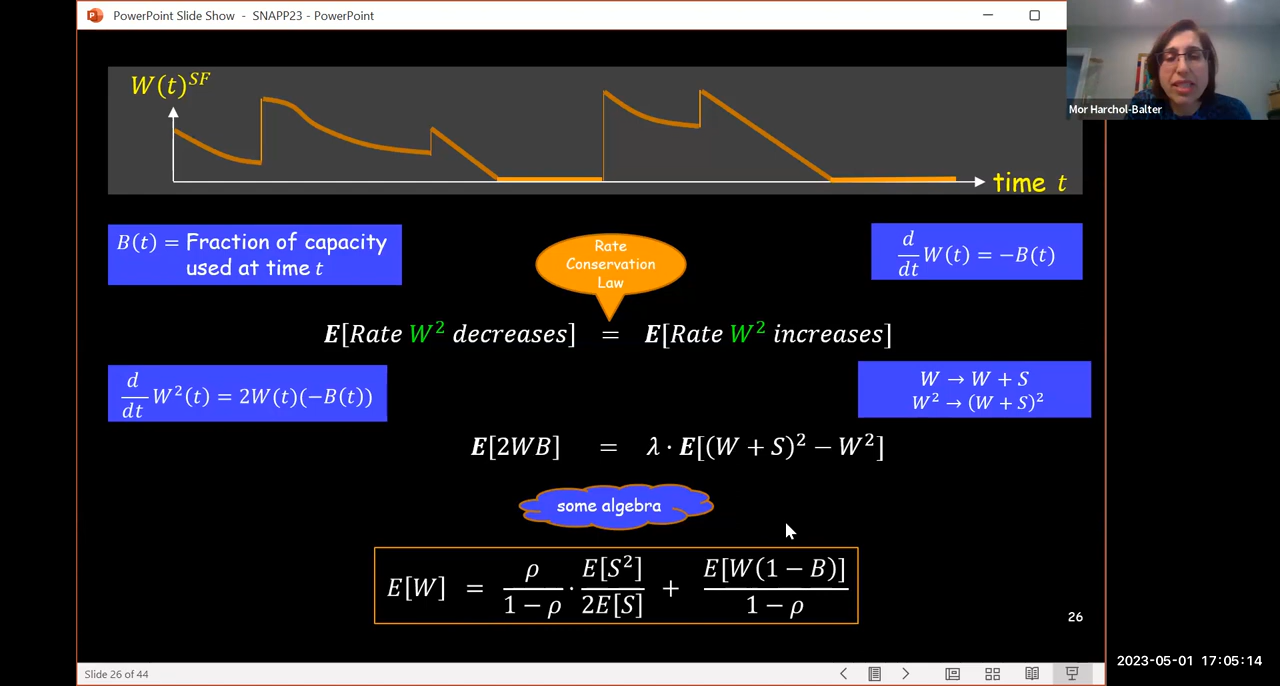 PowerPoint Slide Show - SNAPP23 - PowerPoint
Mor Harchol-Balter
W(t)^SF
time t
B(t) = Fraction of capacity
used at time t
Rate
Conservation
Law
d/dt W(t) = −B(t)
E[Rate W² decreases] = E[Rate W² increases]
d/dt W²(t) = 2W(t)(−B(t))
W → W + S
W² → (W + S)²
E[2WB] = λ · E[(W + S)² − W²]
some algebra
E[W] = ρ/(1 − ρ) · E[S²]/2E[S] + E[W(1 − B)]/(1 − ρ)
26
Slide 26 of 44
2023-05-01 17:05:14